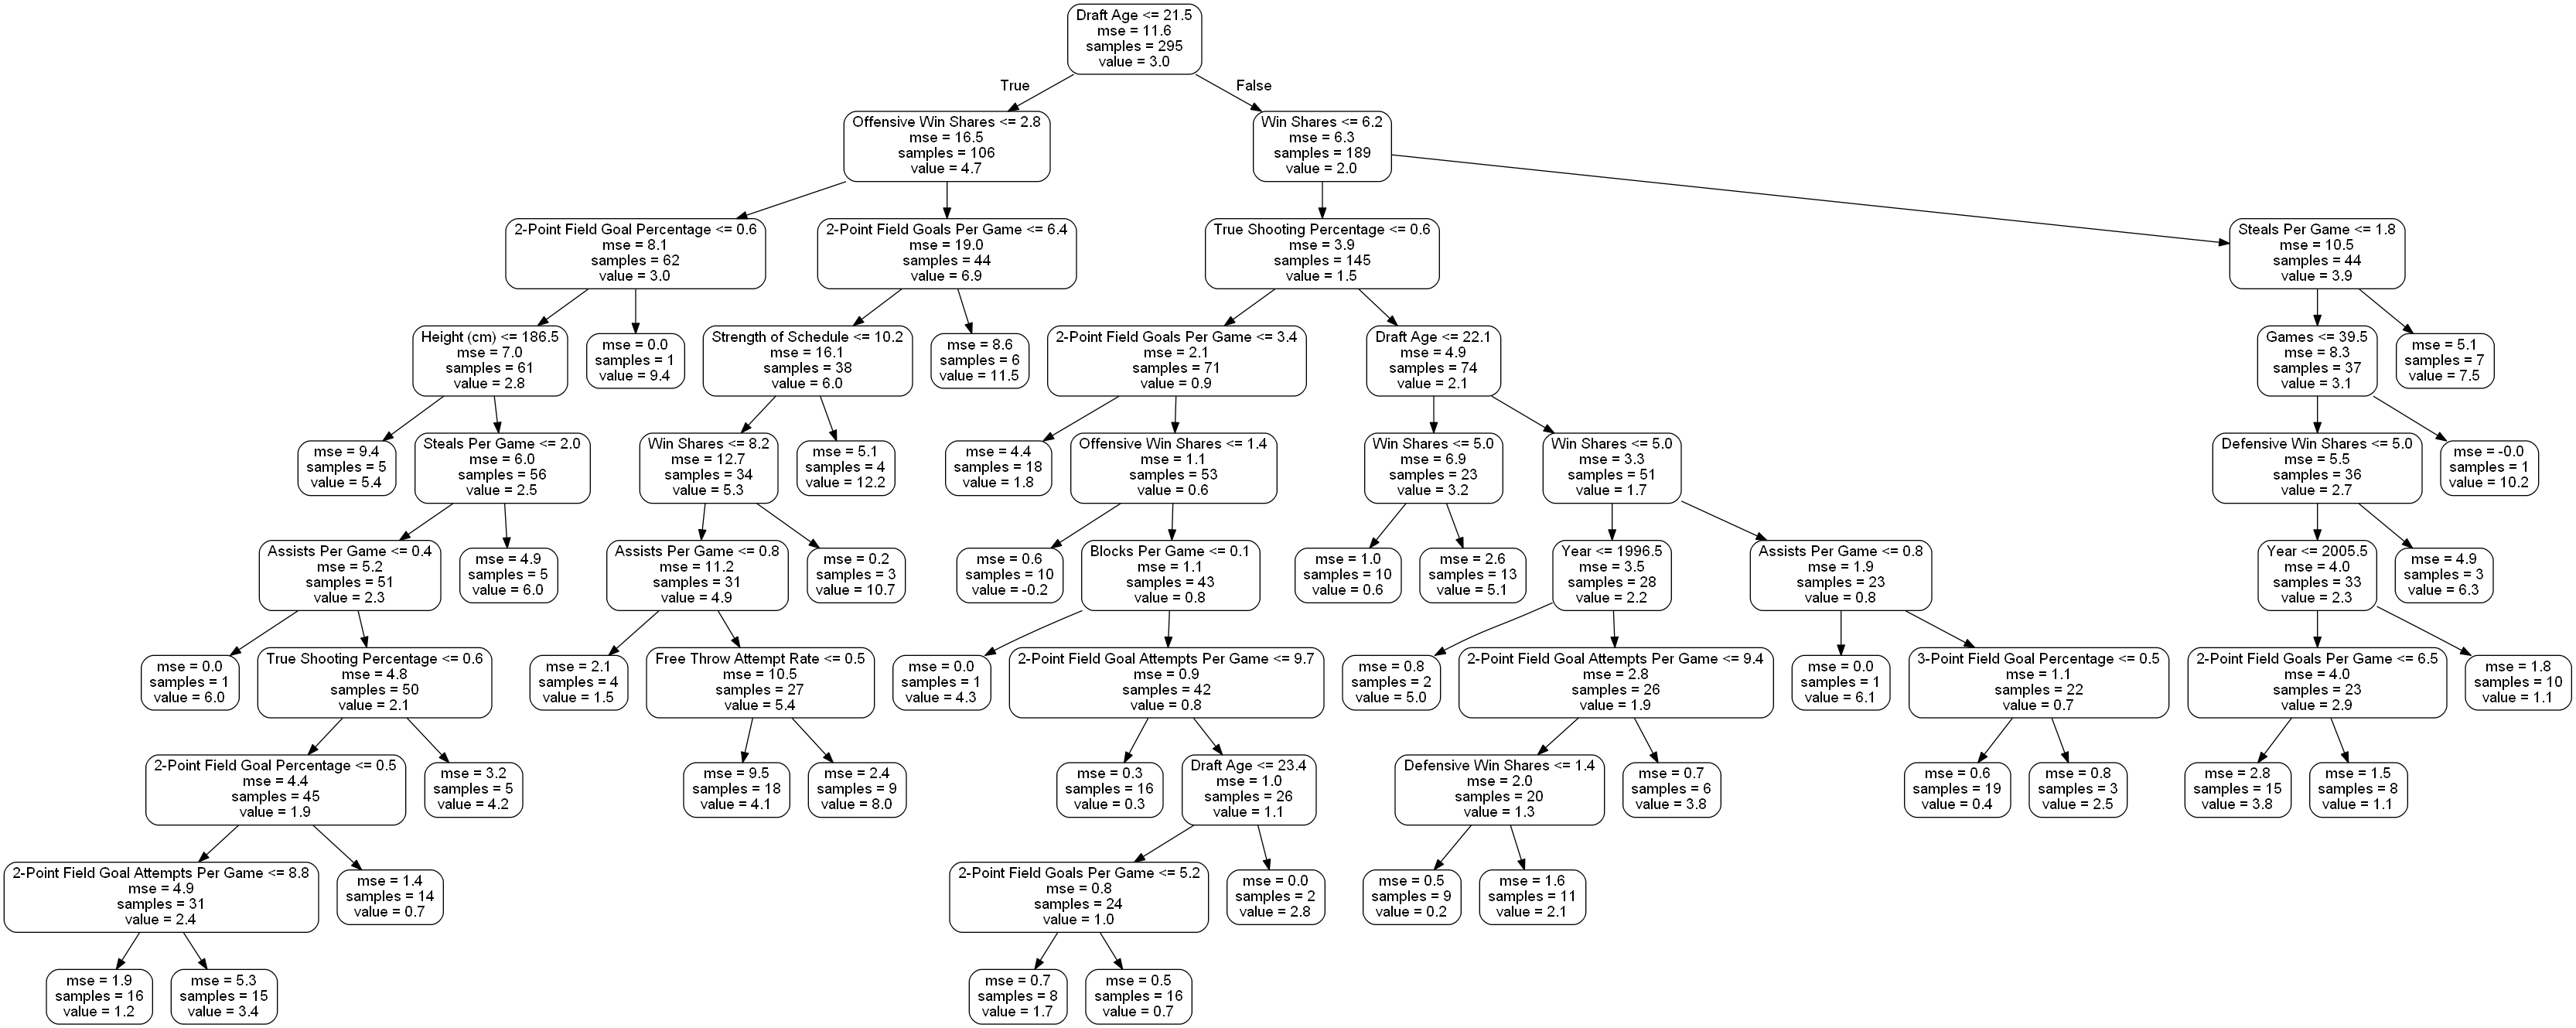 Draft Age <= 21.5
mse = 11.6
samples = 295
value = 3.0
True
False
Offensive Win Shares <= 2.8
mse = 16.5
samples = 106
value = 4.7
Win Shares <= 6.2
mse = 6.3
samples = 189
value = 2.0
2-Point Field Goal Percentage <= 0.6
mse = 8.1
samples = 62
value = 3.0
2-Point Field Goals Per Game <= 6.4
mse = 19.0
samples = 44
value = 6.9
True Shooting Percentage <= 0.6
mse = 3.9
samples = 145
value = 1.5
Steals Per Game <= 1.8
mse = 10.5
samples = 44
value = 3.9
Height (cm) <= 186.5
mse = 7.0
samples = 61
value = 2.8
mse = 0.0
samples = 1
value = 9.4
Strength of Schedule <= 10.2
mse = 16.1
samples = 38
value = 6.0
mse = 8.6
samples = 6
value = 11.5
2-Point Field Goals Per Game <= 3.4
mse = 2.1
samples = 71
value = 0.9
Draft Age <= 22.1
mse = 4.9
samples = 74
value = 2.1
Games <= 39.5
mse = 8.3
samples = 37
value = 3.1
mse = 5.1
samples = 7
value = 7.5
mse = 9.4
samples = 5
value = 5.4
Steals Per Game <= 2.0
mse = 6.0
samples = 56
value = 2.5
Win Shares <= 8.2
mse = 12.7
samples = 34
value = 5.3
mse = 5.1
samples = 4
value = 12.2
mse = 4.4
samples = 18
value = 1.8
Offensive Win Shares <= 1.4
mse = 1.1
samples = 53
value = 0.6
Win Shares <= 5.0
mse = 6.9
samples = 23
value = 3.2
Win Shares <= 5.0
mse = 3.3
samples = 51
value = 1.7
Defensive Win Shares <= 5.0
mse = 5.5
samples = 36
value = 2.7
mse = -0.0
samples = 1
value = 10.2
Assists Per Game <= 0.4
mse = 5.2
samples = 51
value = 2.3
mse = 4.9
samples = 5
value = 6.0
Assists Per Game <= 0.8
mse = 11.2
samples = 31
value = 4.9
mse = 0.2
samples = 3
value = 10.7
mse = 0.6
samples = 10
value = -0.2
Blocks Per Game <= 0.1
mse = 1.1
samples = 43
value = 0.8
mse = 1.0
samples = 10
value = 0.6
mse = 2.6
samples = 13
value = 5.1
Year <= 1996.5
mse = 3.5
samples = 28
value = 2.2
Assists Per Game <= 0.8
mse = 1.9
samples = 23
value = 0.8
Year <= 2005.5
mse = 4.0
samples = 33
value = 2.3
mse = 4.9
samples = 3
value = 6.3
mse = 0.0
samples = 1
value = 6.0
True Shooting Percentage <= 0.6
mse = 4.8
samples = 50
value = 2.1
mse = 2.1
samples = 4
value = 1.5
Free Throw Attempt Rate <= 0.5
mse = 10.5
samples = 27
value = 5.4
mse = 0.0
samples = 1
value = 4.3
2-Point Field Goal Attempts Per Game <= 9.7
mse = 0.9
samples = 42
value = 0.8
mse = 0.8
samples = 2
value = 5.0
2-Point Field Goal Attempts Per Game <= 9.4
mse = 2.8
samples = 26
value = 1.9
mse = 0.0
samples = 1
value = 6.1
3-Point Field Goal Percentage <= 0.5
mse = 1.1
samples = 22
value = 0.7
2-Point Field Goals Per Game <= 6.5
mse = 4.0
samples = 23
value = 2.9
mse = 1.8
samples = 10
value = 1.1
2-Point Field Goal Percentage <= 0.5
mse = 4.4
samples = 45
value = 1.9
mse = 3.2
samples = 5
value = 4.2
mse = 9.5
samples = 18
value = 4.1
mse = 2.4
samples = 9
value = 8.0
mse = 0.3
samples = 16
value = 0.3
Draft Age <= 23.4
mse = 1.0
samples = 26
value = 1.1
Defensive Win Shares <= 1.4
mse = 2.0
samples = 20
value = 1.3
mse = 0.7
samples = 6
value = 3.8
mse = 0.6
samples = 19
value = 0.4
mse = 0.8
samples = 3
value = 2.5
mse = 2.8
samples = 15
value = 3.8
mse = 1.5
samples = 8
value = 1.1
2-Point Field Goal Attempts Per Game <= 8.8
mse = 4.9
samples = 31
value = 2.4
mse = 1.4
samples = 14
value = 0.7
2-Point Field Goals Per Game <= 5.2
mse = 0.8
samples = 24
value = 1.0
mse = 0.0
samples = 2
value = 2.8
mse = 0.5
samples = 9
value = 0.2
mse = 1.6
samples = 11
value = 2.1
mse = 1.9
samples = 16
value = 1.2
mse = 5.3
samples = 15
value = 3.4
mse = 0.7
samples = 8
value = 1.7
mse = 0.5
samples = 16
value = 0.7